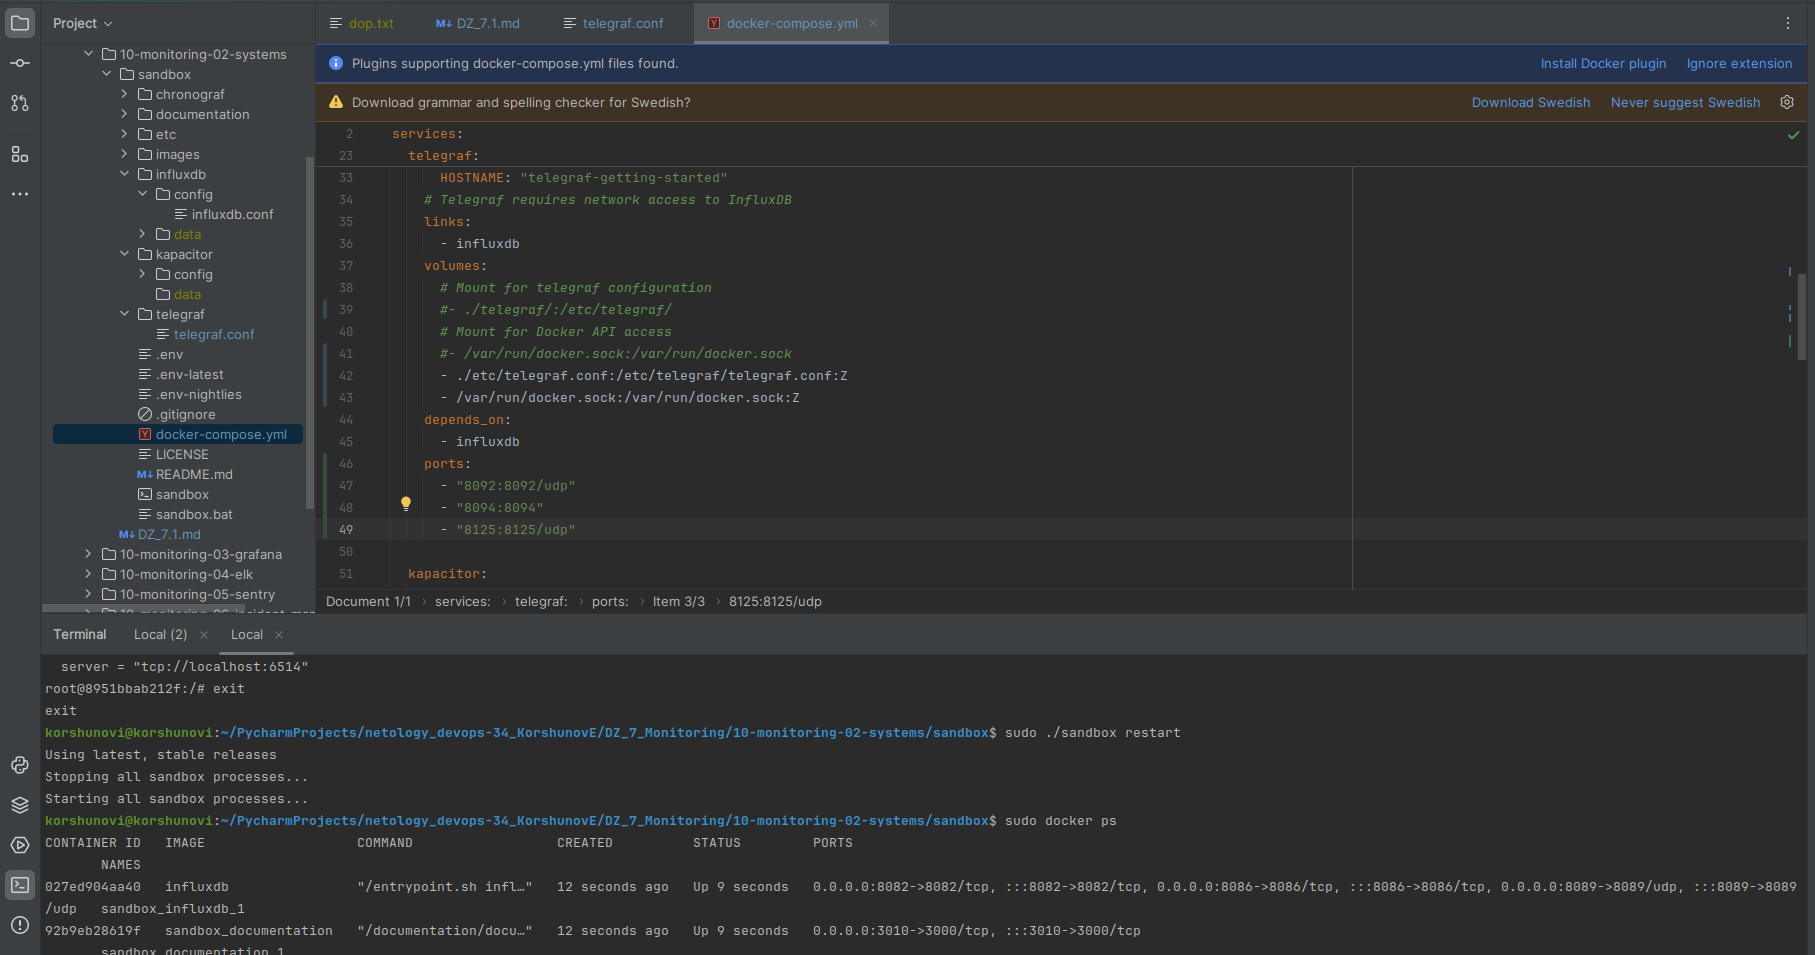 Project
dop.txt
M↓ DZ_7.1.md
telegraf.conf
docker-compose.yml
10-monitoring-02-systems
sandbox
chronograf
documentation
etc
images
influxdb
config
influxdb.conf
data
kapacitor
config
data
telegraf
telegraf.conf
.env
.env-latest
.env-nightlies
.gitignore
docker-compose.yml
LICENSE
M↓ README.md
sandbox
sandbox.bat
M↓ DZ_7.1.md
10-monitoring-03-grafana
10-monitoring-04-elk
10-monitoring-05-sentry
Plugins supporting docker-compose.yml files found.
Install Docker plugin
Ignore extension
Download grammar and spelling checker for Swedish?
Download Swedish
Never suggest Swedish
2 services:
23 telegraf:
33 HOSTNAME: "telegraf-getting-started"
34 # Telegraf requires network access to InfluxDB
35 links:
36 - influxdb
37 volumes:
38 # Mount for telegraf configuration
39 #- ./telegraf/:/etc/telegraf/
40 # Mount for Docker API access
41 #- /var/run/docker.sock:/var/run/docker.sock
42 - ./etc/telegraf.conf:/etc/telegraf/telegraf.conf:Z
43 - /var/run/docker.sock:/var/run/docker.sock:Z
44 depends_on:
45 - influxdb
46 ports:
47 - "8092:8092/udp"
48 - "8094:8094"
49 - "8125:8125/udp"
50
51 kapacitor:
Document 1/1 › services: › telegraf: › ports: › Item 3/3 › 8125:8125/udp
Terminal
Local (2)
Local
server = "tcp://localhost:6514"
root@8951bbab212f:/# exit
exit
korshunovi@korshunovi:~/PycharmProjects/netology_devops-34_KorshunovE/DZ_7_Monitoring/10-monitoring-02-systems/sandbox$ sudo ./sandbox restart
Using latest, stable releases
Stopping all sandbox processes...
Starting all sandbox processes...
korshunovi@korshunovi:~/PycharmProjects/netology_devops-34_KorshunovE/DZ_7_Monitoring/10-monitoring-02-systems/sandbox$ sudo docker ps
CONTAINER ID IMAGE COMMAND CREATED STATUS PORTS
NAMES
027ed904aa40 influxdb "/entrypoint.sh infl…" 12 seconds ago Up 9 seconds 0.0.0.0:8082->8082/tcp, :::8082->8082/tcp, 0.0.0.0:8086->8086/tcp, :::8086->8086/tcp, 0.0.0.0:8089->8089/udp, :::8089->8089
/udp sandbox_influxdb_1
92b9eb28619f sandbox_documentation "/documentation/docu…" 12 seconds ago Up 9 seconds 0.0.0.0:3010->3000/tcp, :::3010->3000/tcp
sandbox_documentation_1